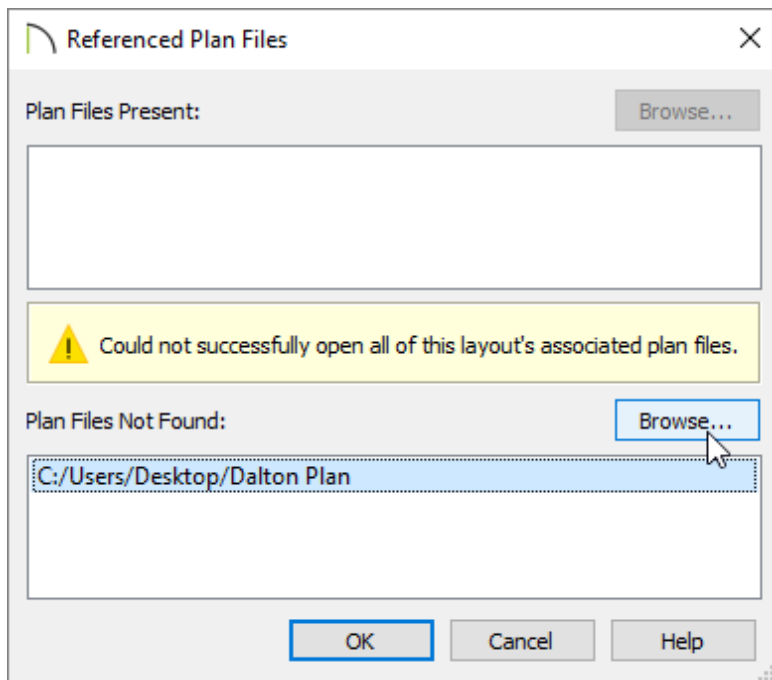 Referenced Plan Files
Plan Files Present:
Browse...
Could not successfully open all of this layout's associated plan files.
Plan Files Not Found:
Browse...
C:/Users/Desktop/Dalton Plan
OK
Cancel
Help